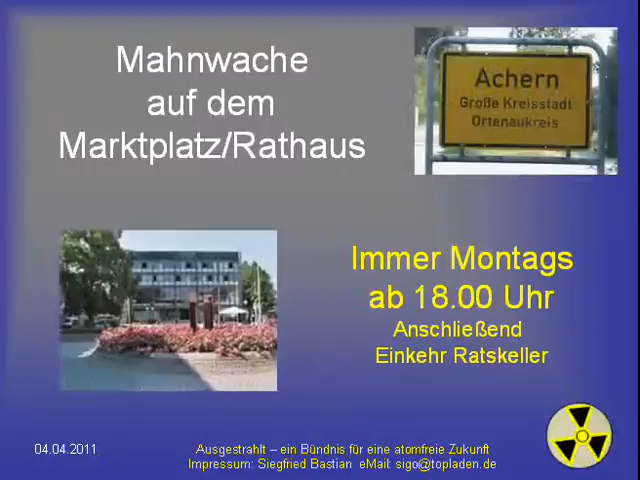 Mahnwache
auf dem
Marktplatz/Rathaus
Achern
Große Kreisstadt
Ortenaukreis
Immer Montags
ab 18.00 Uhr
Anschließend
Einkehr Ratskeller
04.04.2011
Ausgestrahlt – ein Bündnis für eine atomfreie Zukunft
Impressum: Siegfried Bastian eMail: sigo@topladen.de